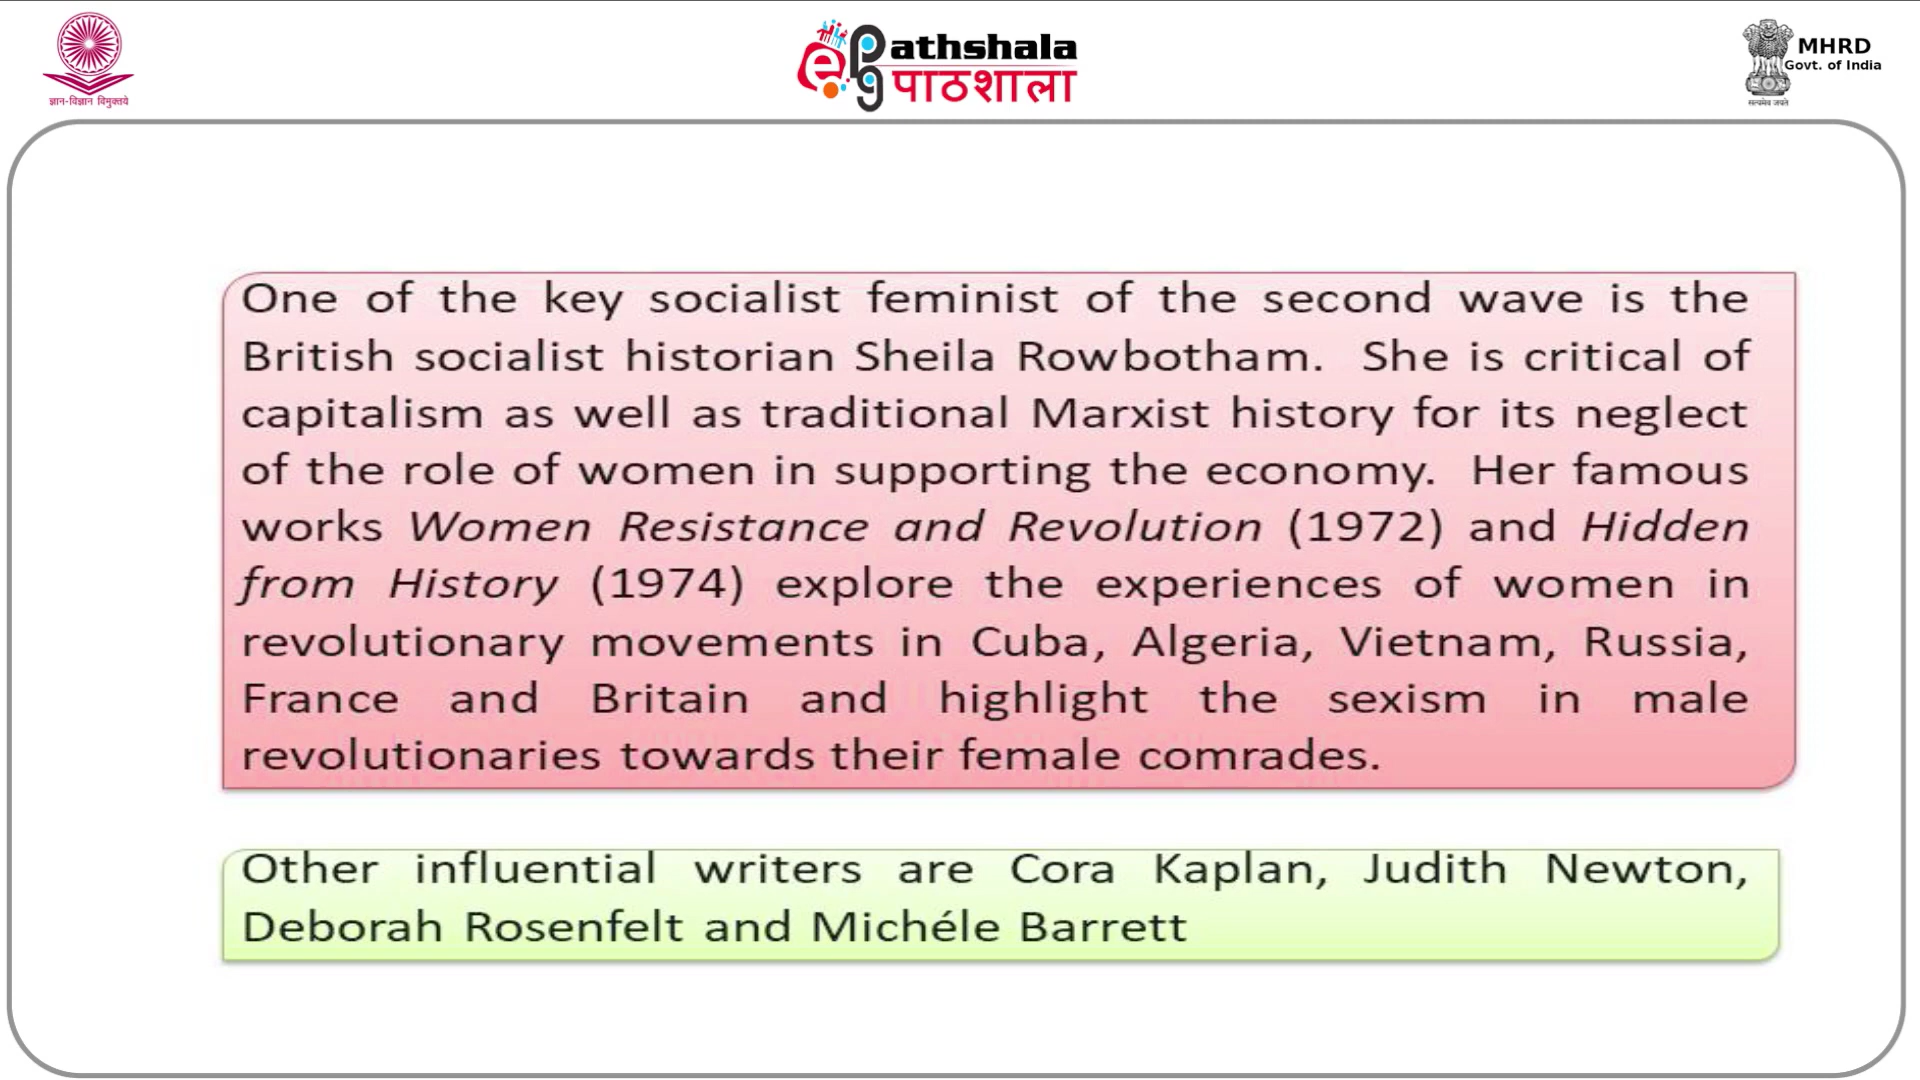 ज्ञान-विज्ञान विमुक्तये
ePgathshala
पाठशाला
MHRD
Govt. of India
सत्यमेव जयते
One of the key socialist feminist of the second wave is the
British socialist historian Sheila Rowbotham. She is critical of
capitalism as well as traditional Marxist history for its neglect
of the role of women in supporting the economy. Her famous
works Women Resistance and Revolution (1972) and Hidden
from History (1974) explore the experiences of women in
revolutionary movements in Cuba, Algeria, Vietnam, Russia,
France and Britain and highlight the sexism in male
revolutionaries towards their female comrades.
Other influential writers are Cora Kaplan, Judith Newton,
Deborah Rosenfelt and Michéle Barrett